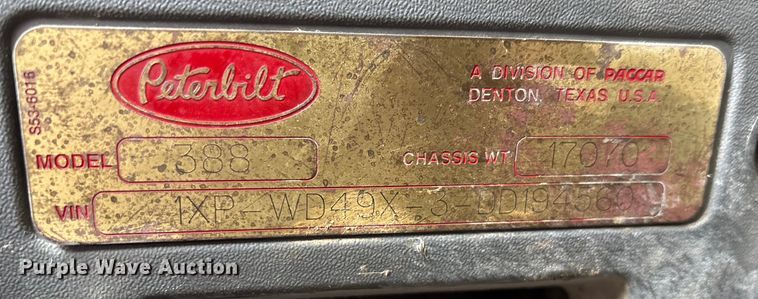 S53-6016
Peterbilt
A DIVISION OF PACCAR
DENTON, TEXAS U.S.A.
MODEL 388
CHASSIS WT 17070
VIN 1XP-WD49X-3-DD194560
Purple Wave Auction